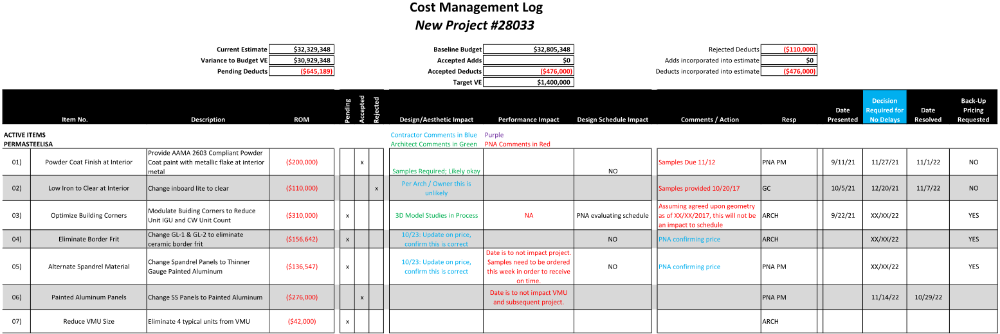 Cost Management Log
New Project #28033
Current Estimate $32,329,348 Baseline Budget $32,805,348 Rejected Deducts ($110,000)
Variance to Budget VE $30,929,348 Accepted Adds $0 Adds incorporated into estimate $0
Pending Deducts ($645,189) Accepted Deducts ($476,000) Deducts incorporated into estimate ($476,000)
Target VE $1,400,000
Item No. Description ROM Pending Accepted Rejected Design/Aesthetic Impact Performance Impact Design Schedule Impact Comments / Action Resp Date Presented Decision Required for No Delays Date Resolved Back-Up Pricing Requested
ACTIVE ITEMS Contractor Comments in Blue Purple
PERMASTEELISA Architect Comments in Green PNA Comments in Red
01) Powder Coat Finish at Interior Provide AAMA 2603 Compliant Powder Coat paint with metallic flake at interior metal ($200,000) x Samples Required; Likely okay NO Samples Due 11/12 PNA PM 9/11/21 11/27/21 11/1/22 NO
02) Low Iron to Clear at Interior Change inboard lite to clear ($110,000) x Per Arch / Owner this is unlikely Samples provided 10/20/17 GC 10/5/21 12/20/21 11/7/22 NO
03) Optimize Building Corners Modulate Buiding Corners to Reduce Unit IGU and CW Unit Count ($310,000) x 3D Model Studies in Process NA PNA evaluating schedule Assuming agreed upon geometry as of XX/XX/2017, this will not be an impact to schedule ARCH 9/22/21 XX/XX/22 YES
04) Eliminate Border Frit Change GL-1 & GL-2 to eliminate ceramic border frit ($156,642) x 10/23: Update on price, confirm this is correct NO PNA confirming price ARCH XX/XX/22 YES
05) Alternate Spandrel Material Change Spandrel Panels to Thinner Gauge Painted Aluminum ($136,547) x 10/23: Update on price, confirm this is correct Date is to not impact project. Samples need to be ordered this week in order to receive on time. NO PNA confirming price PNA PM XX/XX/22 YES
06) Painted Aluminum Panels Change SS Panels to Painted Aluminum ($276,000) x Date is to not impact VMU and subsequent project. PNA PM 11/14/22 10/29/22
07) Reduce VMU Size Eliminate 4 typical units from VMU ($42,000) x ARCH